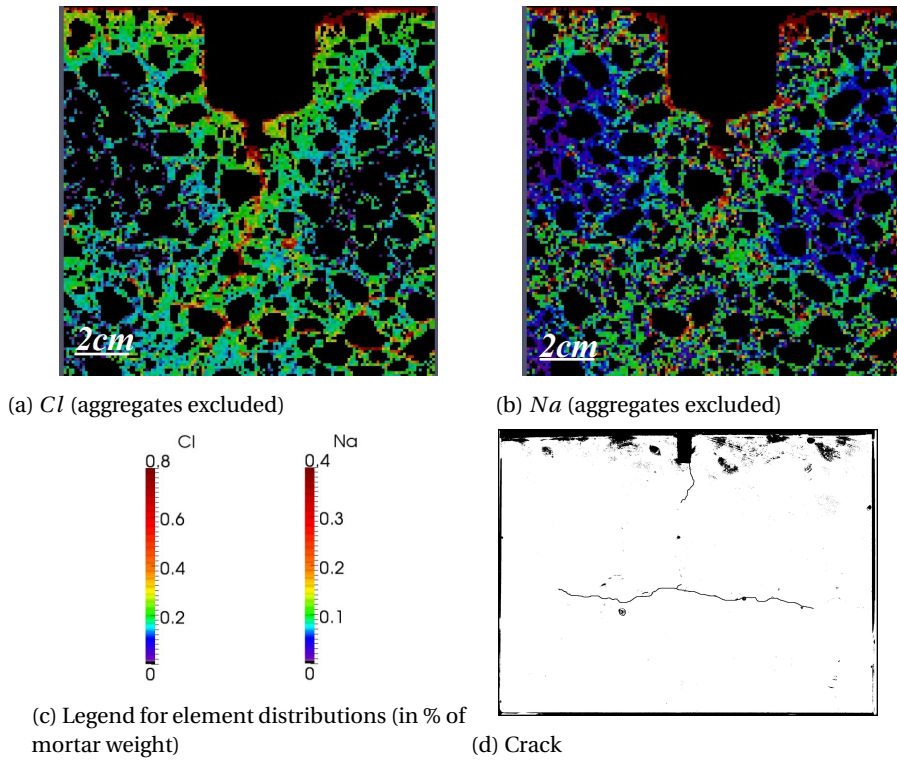 2cm
2cm
(a) Cl (aggregates excluded)
(b) Na (aggregates excluded)
Cl
Na
0.8
0.4
0.6
0.3
0.4
0.2
0.2
0.1
0
0
(c) Legend for element distributions (in % of
mortar weight)
(d) Crack